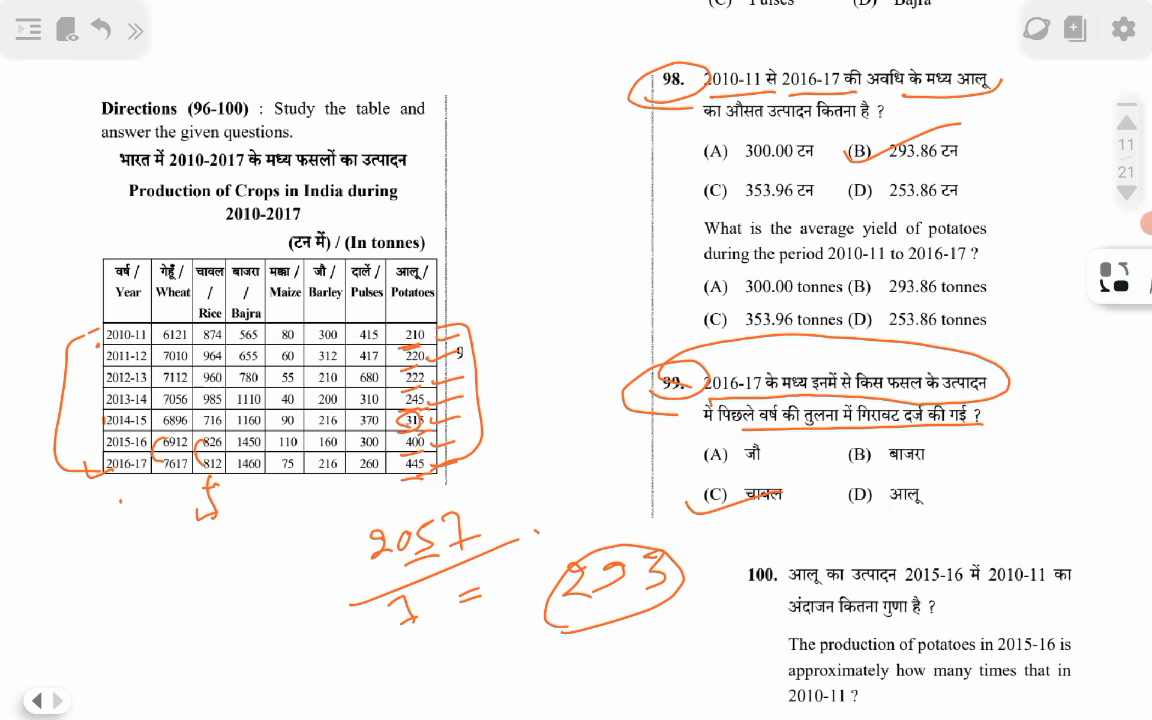 (C) Pulses (D) Bajra
Directions (96-100) : Study the table and
answer the given questions.
भारत में 2010-2017 के मध्य फसलों का उत्पादन
Production of Crops in India during
2010-2017
(टन में) / (In tonnes)
वर्ष / गेहूँ / चावल बाजरा मक्का / जौ / दालें / आलू /
Year Wheat / / Maize Barley Pulses Potatoes
Rice Bajra
2010-11 6121 874 565 80 300 415 210
2011-12 7010 964 655 60 312 417 220
2012-13 7112 960 780 55 210 680 222
2013-14 7056 985 1110 40 200 310 245
2014-15 6896 716 1160 90 216 370 315
2015-16 6912 826 1450 110 160 300 400
2016-17 7617 812 1460 75 216 260 445
9
2057
7 = 293
98. 2010-11 से 2016-17 की अवधि के मध्य आलू
का औसत उत्पादन कितना है ?
(A) 300.00 टन (B) 293.86 टन
(C) 353.96 टन (D) 253.86 टन
What is the average yield of potatoes
during the period 2010-11 to 2016-17 ?
(A) 300.00 tonnes (B) 293.86 tonnes
(C) 353.96 tonnes (D) 253.86 tonnes
99. 2016-17 के मध्य इनमें से किस फसल के उत्पादन
में पिछले वर्ष की तुलना में गिरावट दर्ज की गई ?
(A) जौ (B) बाजरा
(C) चावल (D) आलू
100. आलू का उत्पादन 2015-16 में 2010-11 का
अंदाजन कितना गुणा है ?
The production of potatoes in 2015-16 is
approximately how many times that in
2010-11 ?
11
21